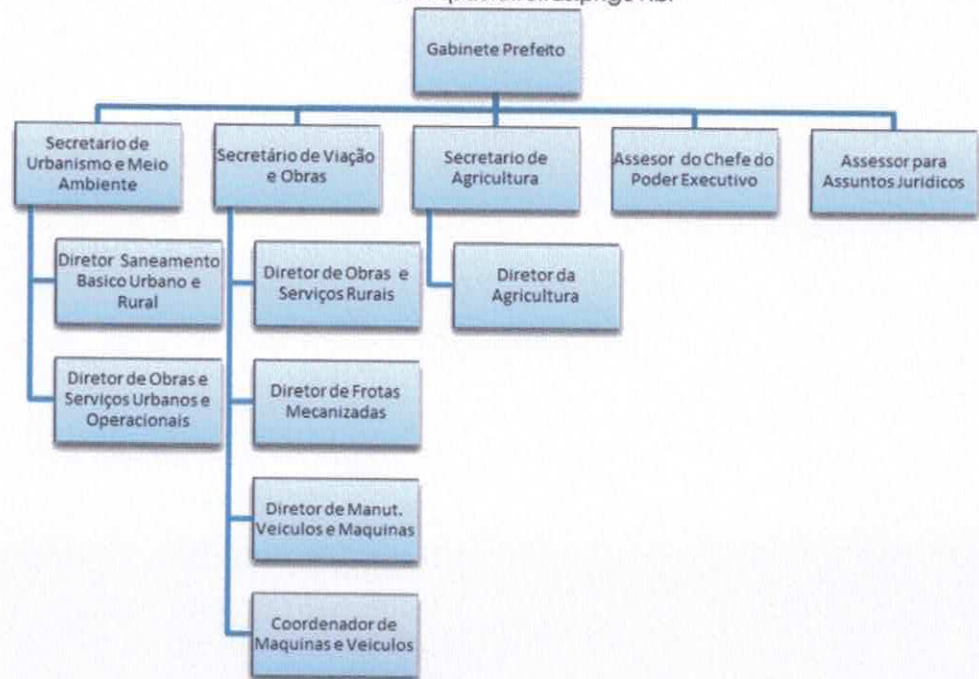 Gabinete Prefeito
Secretario de
Urbanismo e Meio
Ambiente
Secretário de Viação
e Obras
Secretario de
Agricultura
Assesor do Chefe do
Poder Executivo
Assessor para
Assuntos Juridicos
Diretor Saneamento
Basico Urbano e
Rural
Diretor de Obras e
Serviços Rurais
Diretor da
Agricultura
Diretor de Obras e
Serviços Urbanos e
Operacionais
Diretor de Frotas
Mecanizadas
Diretor de Manut.
Veiculos e Maquinas
Coordenador de
Maquinas e Veiculos